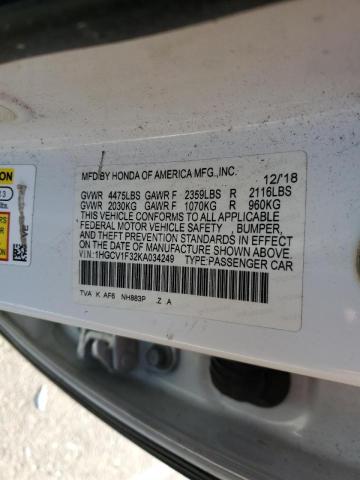 MFD BY HONDA OF AMERICA MFG.,INC. 12/'18
GVWR 4475LBS GAWR F 2359LBS R 2116LBS
GVWR 2030KG GAWR F 1070KG R 960KG
THIS VEHICLE CONFORMS TO ALL APPLICABLE
FEDERAL MOTOR VEHICLE SAFETY , BUMPER,
AND THEFT PREVENTION STANDARDS IN EFFECT
ON THE DATE OF MANUFACTURE SHOWN ABOVE.
V I N : 1HGCV1F32KA034249 TYPE:PASSENGER CAR
TVA K AF6 NH883P .Z A
ION